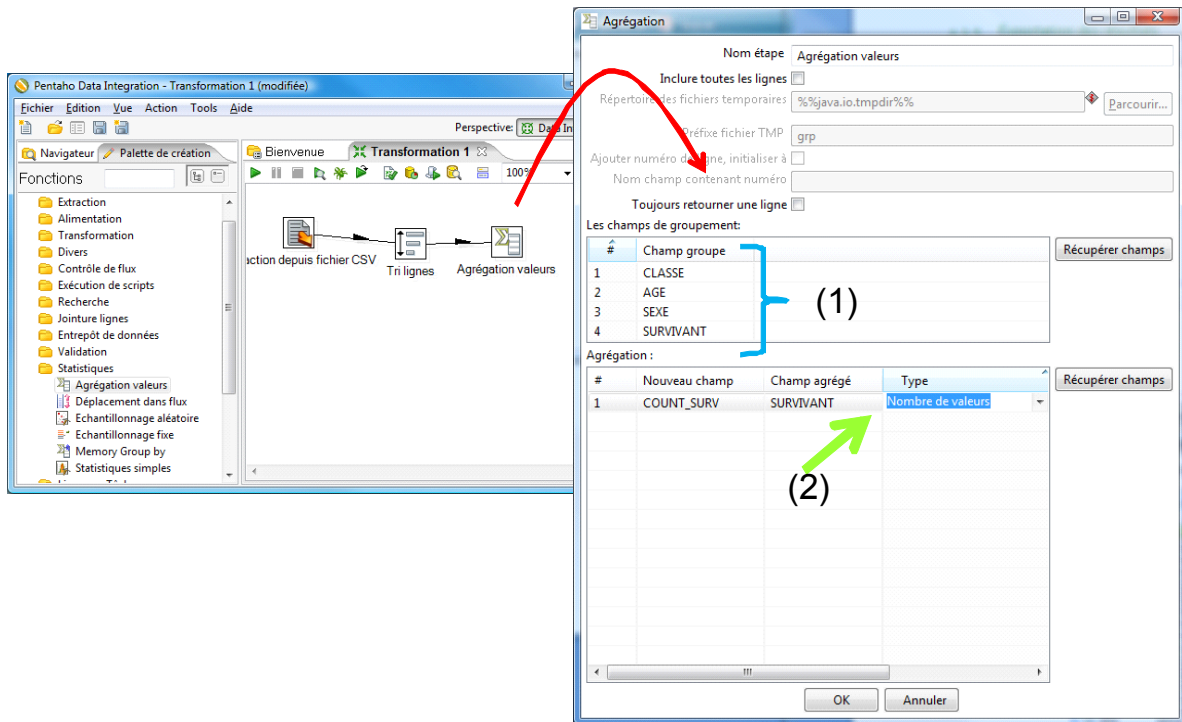 Pentaho Data Integration - Transformation 1 (modifiée)
Fichier Edition Vue Action Tools Aide
Perspective: Data In
Navigateur Palette de création
Fonctions
Extraction
Alimentation
Transformation
Divers
Contrôle de flux
Exécution de scripts
Recherche
Jointure lignes
Entrepôt de données
Validation
Statistiques
Agrégation valeurs
Déplacement dans flux
Echantillonnage aléatoire
Echantillonnage fixe
Memory Group by
Statistiques simples
Bienvenue Transformation 1
100%
action depuis fichier CSV
Tri lignes
Agrégation valeurs
Agrégation
Nom étape Agrégation valeurs
Inclure toutes les lignes
Répertoire des fichiers temporaires %%java.io.tmpdir%% Parcourir...
Préfixe fichier TMP grp
Ajouter numéro de ligne, initialiser à
Nom champ contenant numéro
Toujours retourner une ligne
Les champs de groupement:
# Champ groupe Récupérer champs
1 CLASSE
2 AGE
3 SEXE
4 SURVIVANT
(1)
Agrégation :
# Nouveau champ Champ agrégé Type Récupérer champs
1 COUNT_SURV SURVIVANT Nombre de valeurs
(2)
OK Annuler